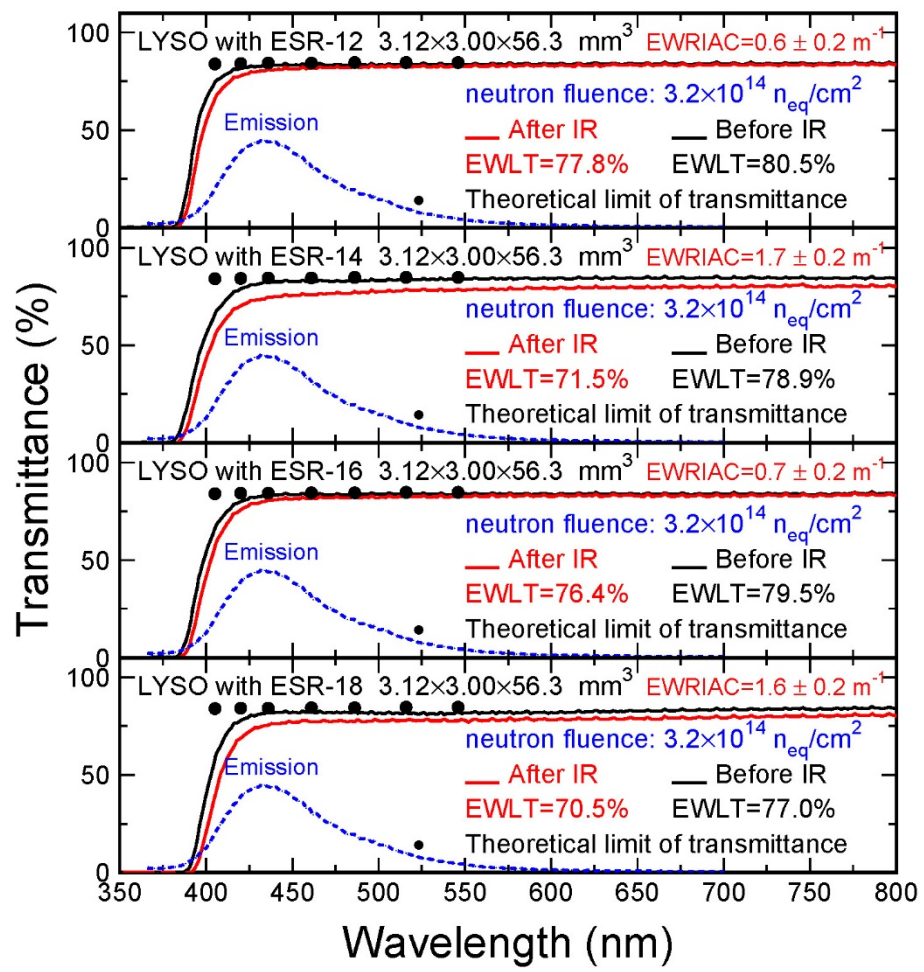 100
LYSO with ESR-12 3.12×3.00×56.3 mm³ EWRIAC=0.6 ± 0.2 m⁻¹
neutron fluence: 3.2×10¹⁴ n_eq/cm²
Emission
After IR Before IR
50
EWLT=77.8% EWLT=80.5%
Theoretical limit of transmittance
0
100
LYSO with ESR-14 3.12×3.00×56.3 mm³ EWRIAC=1.7 ± 0.2 m⁻¹
neutron fluence: 3.2×10¹⁴ n_eq/cm²
Emission
After IR Before IR
50
EWLT=71.5% EWLT=78.9%
Theoretical limit of transmittance
0
100
LYSO with ESR-16 3.12×3.00×56.3 mm³ EWRIAC=0.7 ± 0.2 m⁻¹
neutron fluence: 3.2×10¹⁴ n_eq/cm²
Emission
After IR Before IR
50
EWLT=76.4% EWLT=79.5%
Theoretical limit of transmittance
0
100
LYSO with ESR-18 3.12×3.00×56.3 mm³ EWRIAC=1.6 ± 0.2 m⁻¹
neutron fluence: 3.2×10¹⁴ n_eq/cm²
Emission
After IR Before IR
50
EWLT=70.5% EWLT=77.0%
Theoretical limit of transmittance
0
350 400 450 500 550 600 650 700 750 800
Wavelength (nm)
Transmittance (%)